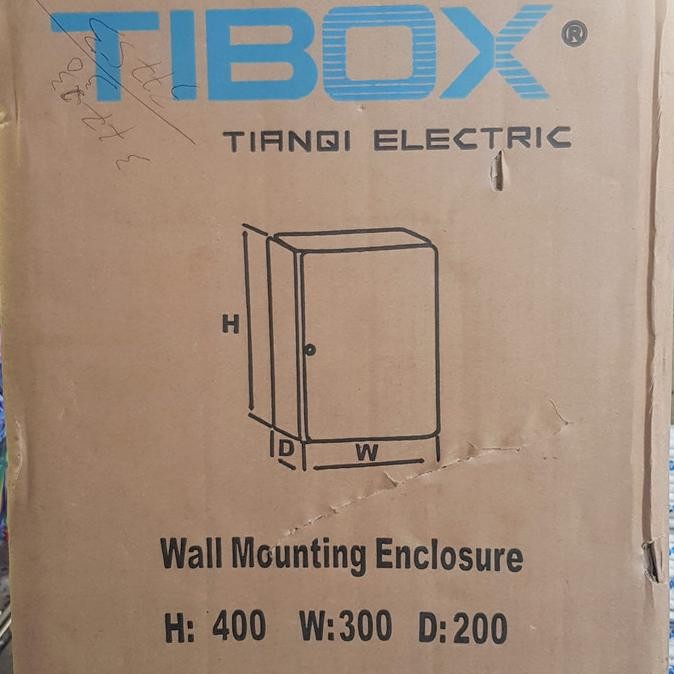 TIBOX®
TIANQI ELECTRIC
H
D W
Wall Mounting Enclosure
H: 400 W:300 D:200